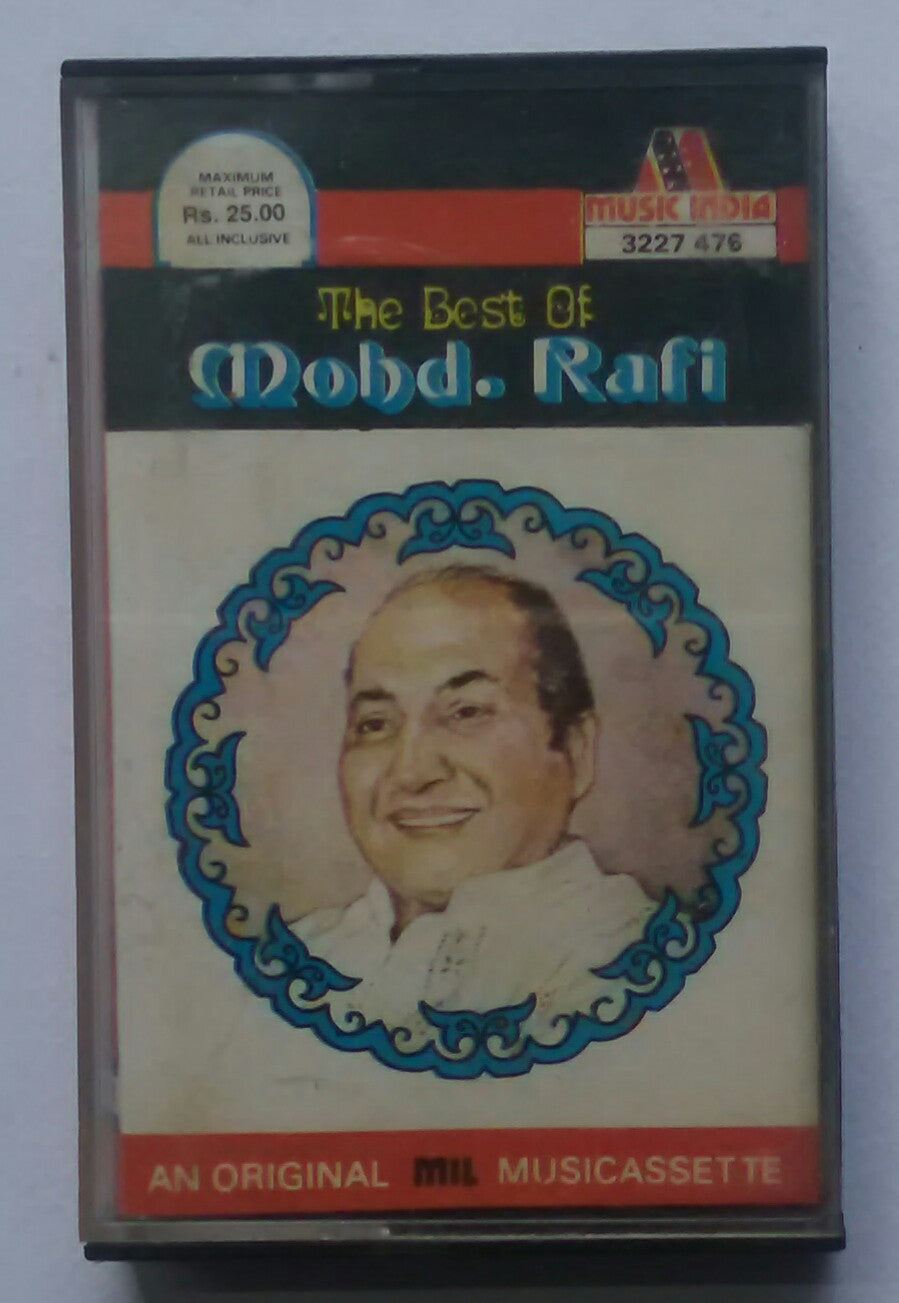 MAXIMUM
RETAIL PRICE
Rs. 25.00
ALL INCLUSIVE
MUSIC INDIA
3227 476
The Best Of
Mohd. Rafi
AN ORIGINAL MIL MUSICASSETTE